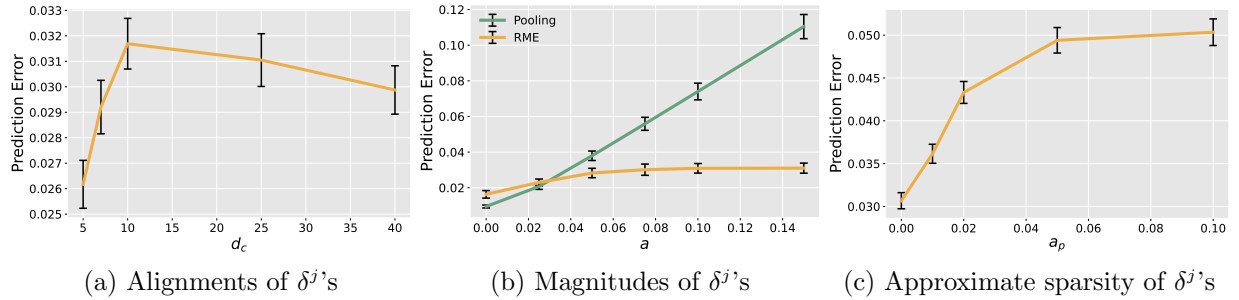 0.033
0.032
0.031
0.030
0.029
0.028
0.027
0.026
0.025
Prediction Error
5 10 15 20 25 30 35 40
d_c
(a) Alignments of δ^j's
0.12
0.10
0.08
0.06
0.04
0.02
Prediction Error
Pooling
RME
0.00 0.02 0.04 0.06 0.08 0.10 0.12 0.14
a
(b) Magnitudes of δ^j's
0.050
0.045
0.040
0.035
0.030
Prediction Error
0.00 0.02 0.04 0.06 0.08 0.10
a_p
(c) Approximate sparsity of δ^j's